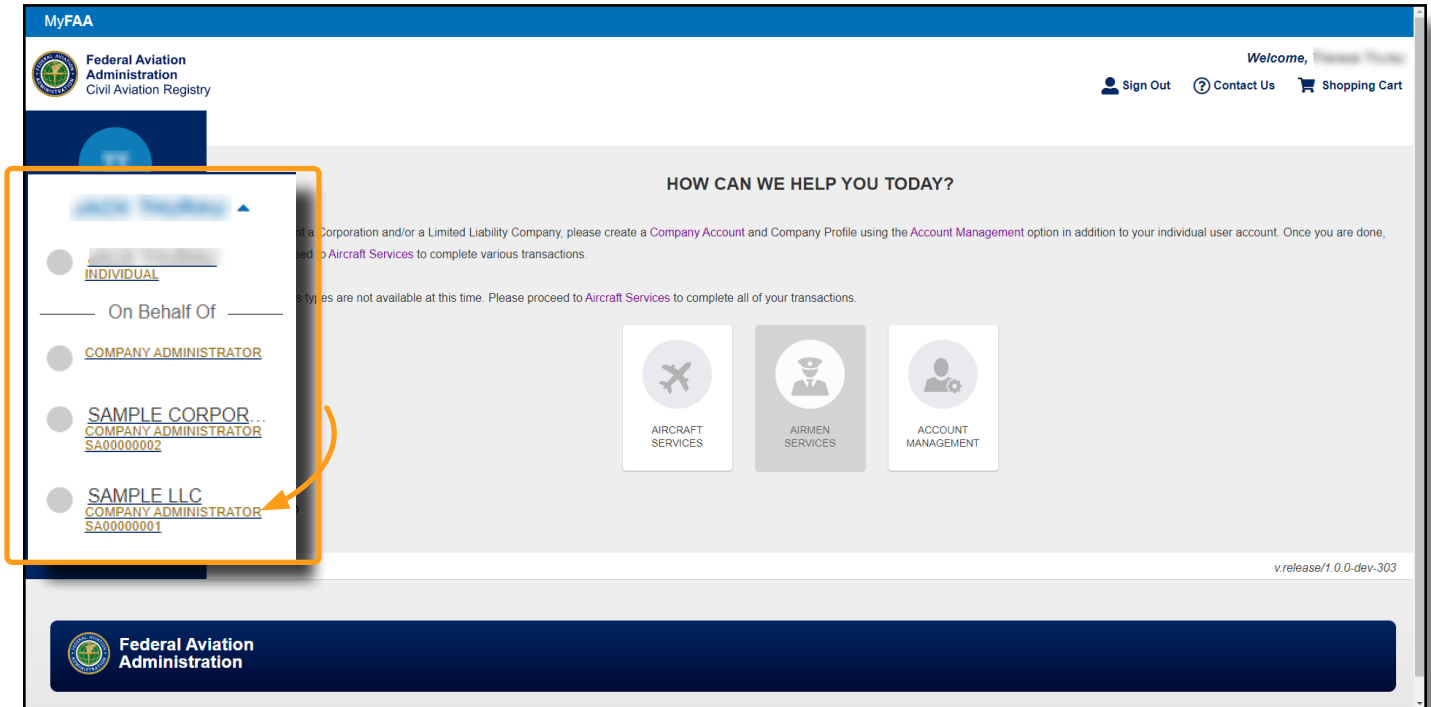 MyFAA
Federal Aviation
Administration
Civil Aviation Registry
Welcome,
Sign Out
? Contact Us
Shopping Cart
INDIVIDUAL
On Behalf Of
COMPANY ADMINISTRATOR
SAMPLE CORPOR...
COMPANY ADMINISTRATOR
SA00000002
SAMPLE LLC
COMPANY ADMINISTRATOR
SA00000001
HOW CAN WE HELP YOU TODAY?
a Corporation and/or a Limited Liability Company, please create a Company Account and Company Profile using the Account Management option in addition to your individual user account. Once you are done,
Aircraft Services to complete various transactions.
types are not available at this time. Please proceed to Aircraft Services to complete all of your transactions.
AIRCRAFT
SERVICES
AIRMEN
SERVICES
ACCOUNT
MANAGEMENT
v.release/1.0.0-dev-303
Federal Aviation
Administration